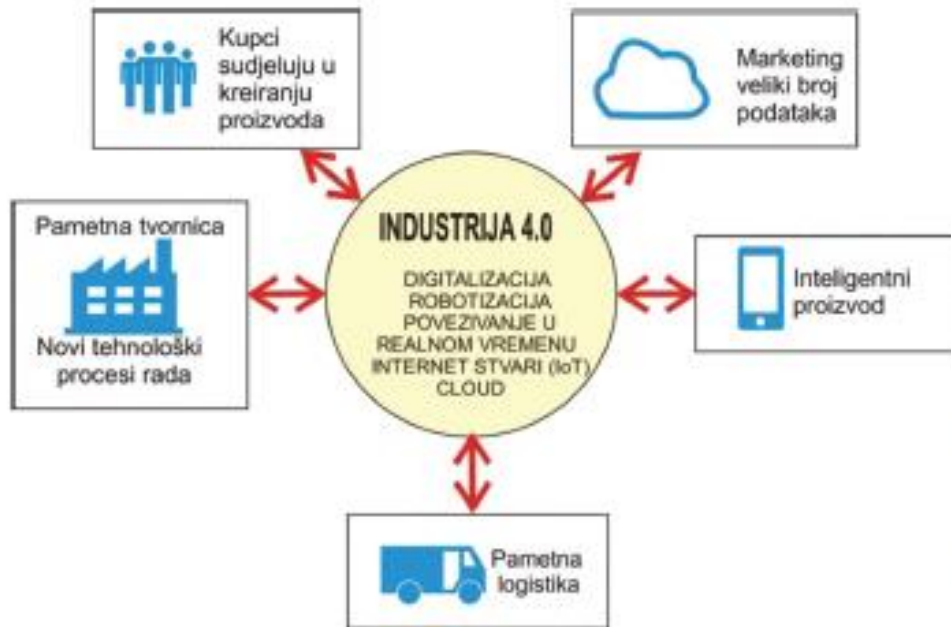 Kupci
sudjeluju u
kreiranju
proizvoda
Marketing
veliki broj
podataka
Pametna tvornica
Novi tehnološki
procesi rada
INDUSTRIJA 4.0
DIGITALIZACIJA
ROBOTIZACIJA
POVEZIVANJE U
REALNOM VREMENU
INTERNET STVARI (IoT)
CLOUD
Inteligentni
proizvod
Pametna
logistika